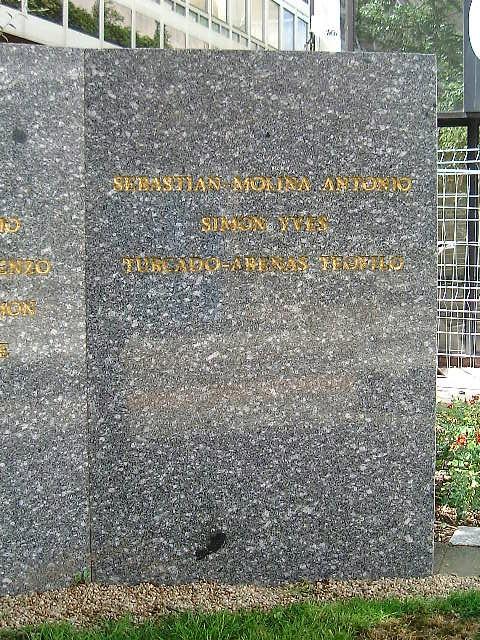 SEBASTIAN-MOLINA ANTONIO
SIMON YVES
TURCADO-ARENAS TEOFILO